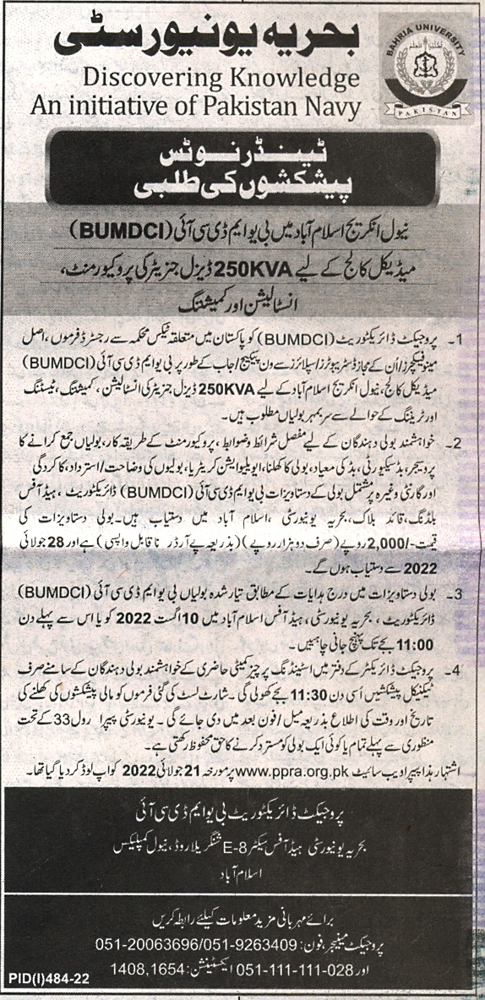 بحریہ یونیورسٹی
Discovering Knowledge
An initiative of Pakistan Navy
BAHRIA UNIVERSITY
PAKISTAN
ٹینڈر نوٹس
پیشکشوں کی طلبی
نیول انکریج اسلام آباد میں بی یو ایم ڈی سی آئی (BUMDCI)
میڈیکل کالج کے لیے 250KVA ڈیزل جنریٹر کی پروکیورمنٹ،
انسٹالیشن اور کمیشننگ
1۔ پروجیکٹ ڈائریکٹوریٹ (BUMDCI) کو پاکستان میں متعلقہ ٹیکس محکمہ سے رجسٹرڈ فرموں، اصل
مینوفیکچررز/اُن کے مجاز ڈسٹری بیوٹرز/سپلائرز سے ون پیکیج/جاب کے طور پر بی یو ایم ڈی سی آئی (BUMDCI)
میڈیکل کالج، نیول انکریج اسلام آباد کے لیے 250KVA ڈیزل جنریٹر کی انسٹالیشن، کمیشننگ، ٹیسٹنگ
اور ٹریننگ کے حوالے سے سربمہر بولیاں مطلوب ہیں۔
2۔ خواہشمند بولی دہندگان کے لیے مفصل شرائط وضوابط، پروکیورمنٹ کے طریقہ کار، بولیاں جمع کرانے کا
پروسیجر، بڈ سیکیورٹی، بڈ کی معیاد، بولی کا کھلنا، ایویلیوایشن کریٹریا، بولیوں کی وضاحت/استرداد، کارکردگی
اور گارنٹی وغیرہ پر مشتمل بولی کے دستاویزات بی یو ایم ڈی سی آئی (BUMDCI) ڈائریکٹوریٹ، ہیڈ آفس
بلڈنگ، قائد بلاک، بحریہ یونیورسٹی، اسلام آباد میں دستیاب ہیں۔ بولی دستاویزات کی
قیمت -/2,000 روپے (صرف دو ہزار روپے) (بذریعہ پے آرڈر ناقابل واپسی) ہے اور 28 جولائی
2022 سے دستیاب ہوں گے۔
3۔ بولی دستاویزات میں درج ہدایات کے مطابق تیار شدہ بولیاں بی یو ایم ڈی سی آئی (BUMDCI)
ڈائریکٹوریٹ، بحریہ یونیورسٹی، ہیڈ آفس اسلام آباد میں 10 اگست 2022 کو یا اس سے پہلے دن
11:00 بجے تک پہنچ جانی چاہئیں۔
4۔ پروجیکٹ ڈائریکٹر کے دفتر میں اسٹینڈنگ پرچیز کمیٹی حاضری کے خواہشمند بولی دہندگان کے سامنے صرف
ٹیکنیکل پیشکشیں اُسی دن 11:30 بجے کھولی گی۔ شارٹ لسٹ کی گئی فرموں کو مالی پیشکشوں کی کھلنے کی
تاریخ اور وقت کی اطلاع بذریعہ میل/فون بعد میں دی جائے گی۔ یونیورسٹی پیپرا رول 33 کے تحت
منظوری سے پہلے تمام یا کوئی ایک بولی کو مسترد کرنے کا حق محفوظ رکھتی ہے۔
اشتہار ہذا پیپرا ویب سائیٹ www.ppra.org.pk پر مورخہ 21 جولائی 2022 کو اپ لوڈ کر دیا گیا تھا۔
پروجیکٹ ڈائریکٹوریٹ بی یو ایم ڈی سی آئی
بحریہ یونیورسٹی ہیڈ آفس سیکٹر E-8 شنگریلا روڈ، نیول کمپلیکس
اسلام آباد
برائے مہربانی مزید معلومات کیلئے رابطہ کریں
پروجیکٹ مینیجر، فون: 051-20063696/051-9263409
اور 051-111-111-028 ایکسٹینشن: 1408,1654
PID(I)484-22